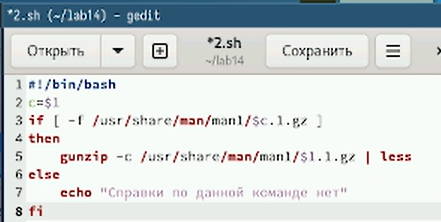 *2.sh (~/lab14) - gedit
Открыть *2.sh Сохранить
~/lab14
1 #!/bin/bash
2 c=$1
3 if [ -f /usr/share/man/man1/$c.1.gz ]
4 then
5 gunzip -c /usr/share/man/man1/$1.1.gz | less
6 else
7 echo "Справки по данной команде нет"
8 fi